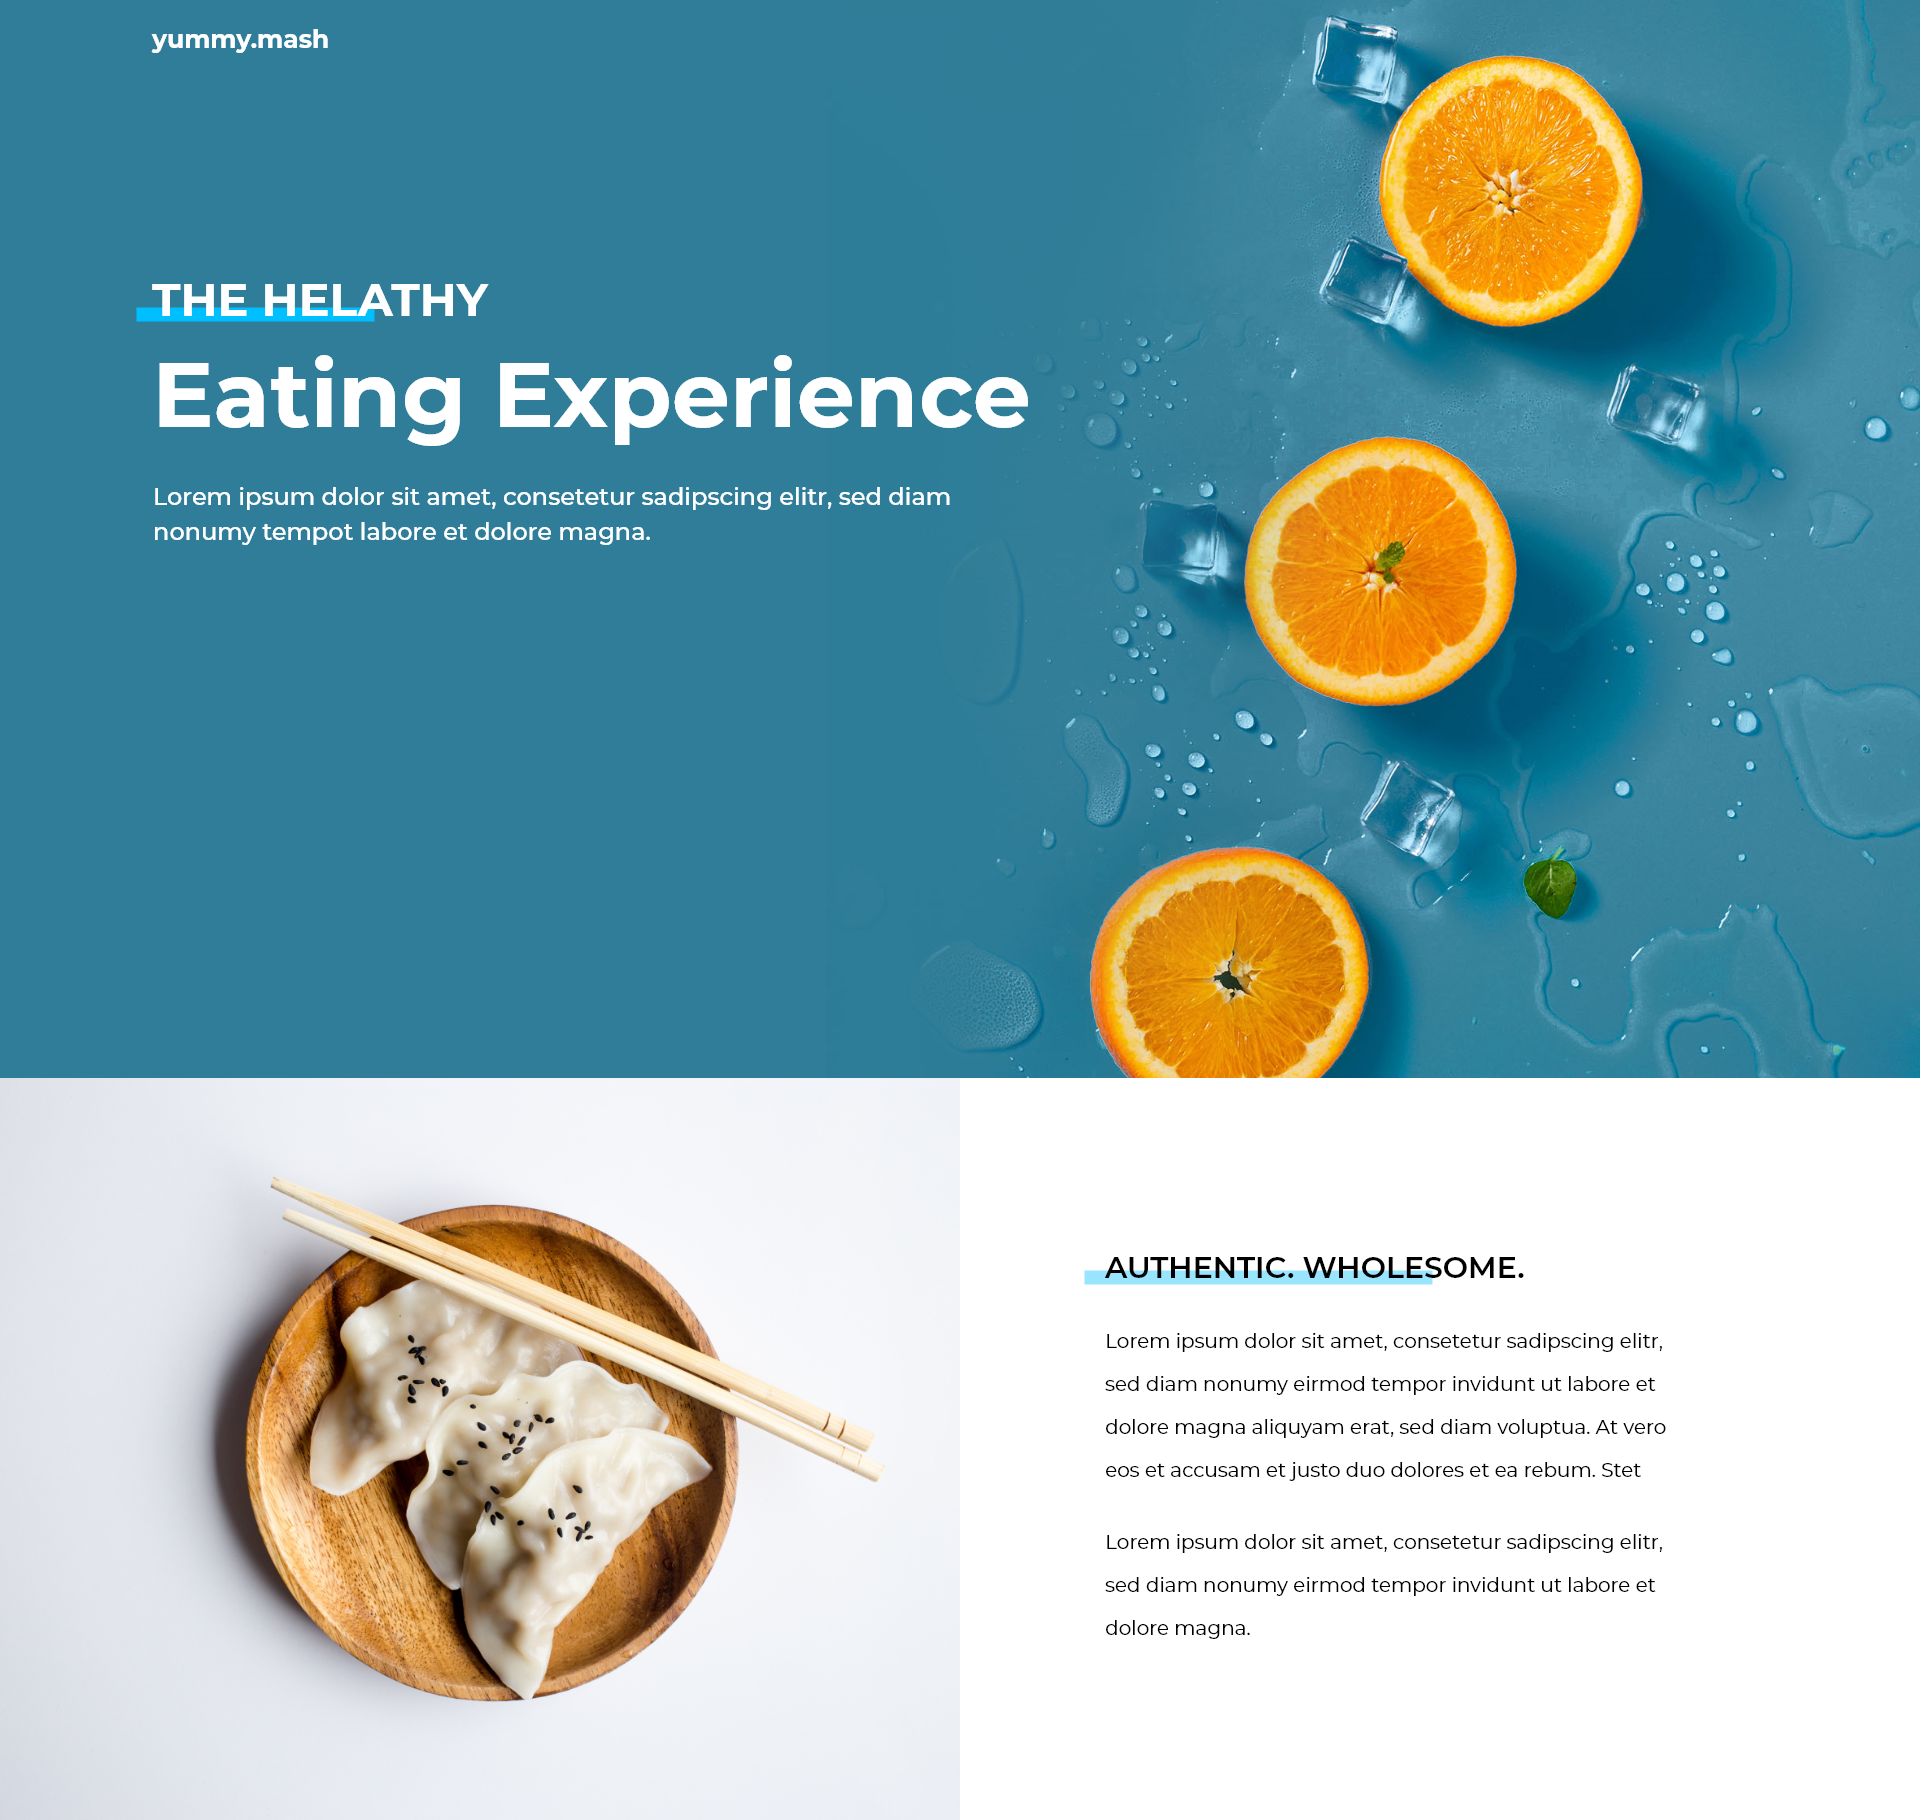 yummy.mash
THE HELATHY
Eating Experience
Lorem ipsum dolor sit amet, consetetur sadipscing elitr, sed diam
nonumy tempot labore et dolore magna.
AUTHENTIC. WHOLESOME.
Lorem ipsum dolor sit amet, consetetur sadipscing elitr,
sed diam nonumy eirmod tempor invidunt ut labore et
dolore magna aliquyam erat, sed diam voluptua. At vero
eos et accusam et justo duo dolores et ea rebum. Stet
Lorem ipsum dolor sit amet, consetetur sadipscing elitr,
sed diam nonumy eirmod tempor invidunt ut labore et
dolore magna.